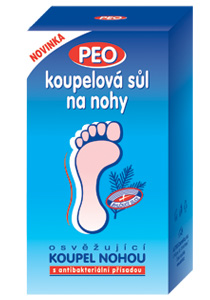 NOVINKA
PEO
koupelová sůl
na nohy
osvěžující
KOUPEL NOHOU
s antibakteriální přísadou